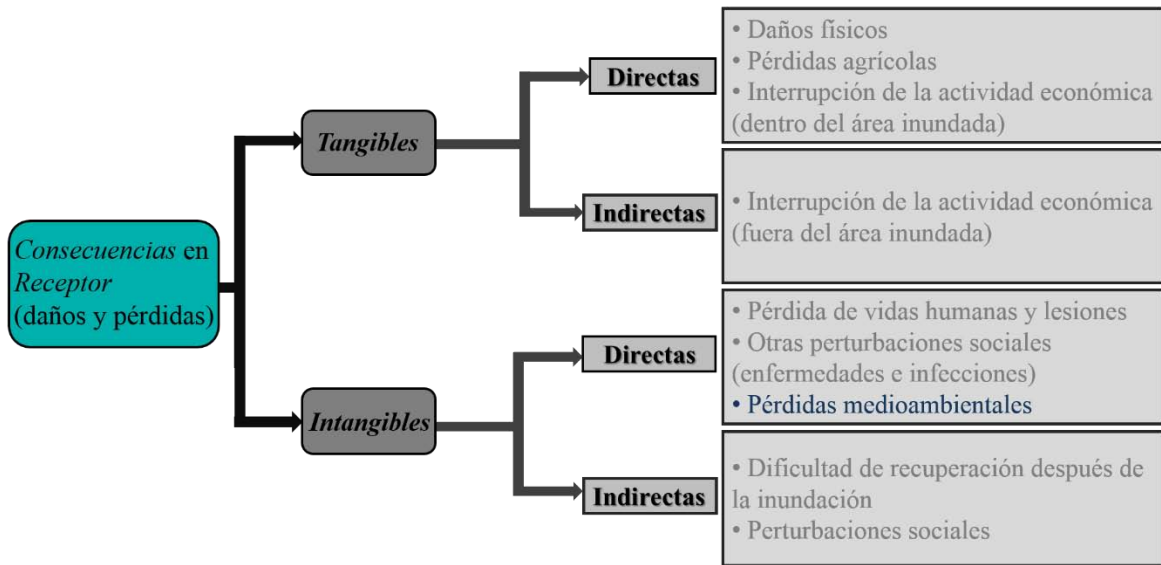 Consecuencias en
Receptor
(daños y pérdidas)
Tangibles
Directas
• Daños físicos
• Pérdidas agrícolas
• Interrupción de la actividad económica
(dentro del área inundada)
Indirectas
• Interrupción de la actividad económica
(fuera del área inundada)
Intangibles
Directas
• Pérdida de vidas humanas y lesiones
• Otras perturbaciones sociales
(enfermedades e infecciones)
• Pérdidas medioambientales
Indirectas
• Dificultad de recuperación después de
la inundación
• Perturbaciones sociales